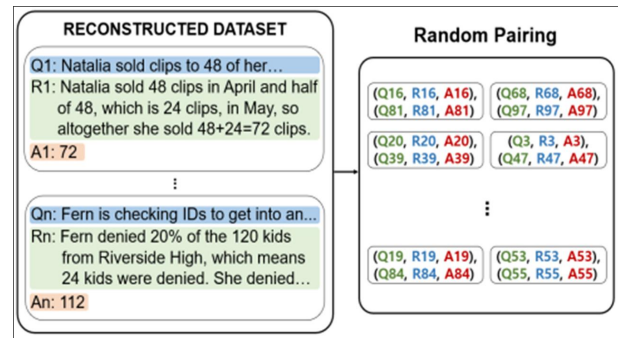 RECONSTRUCTED DATASET
Q1: Natalia sold clips to 48 of her...
R1: Natalia sold 48 clips in April and half
of 48, which is 24 clips, in May, so
altogether she sold 48+24=72 clips.
A1: 72
⋮
Qn: Fern is checking IDs to get into an...
Rn: Fern denied 20% of the 120 kids
from Riverside High, which means
24 kids were denied. She denied...
An: 112
Random Pairing
(Q16, R16, A16),
(Q81, R81, A81)
(Q68, R68, A68),
(Q97, R97, A97)
(Q20, R20, A20),
(Q39, R39, A39)
(Q3, R3, A3),
(Q47, R47, A47)
⋮
(Q19, R19, A19),
(Q84, R84, A84)
(Q53, R53, A53),
(Q55, R55, A55)